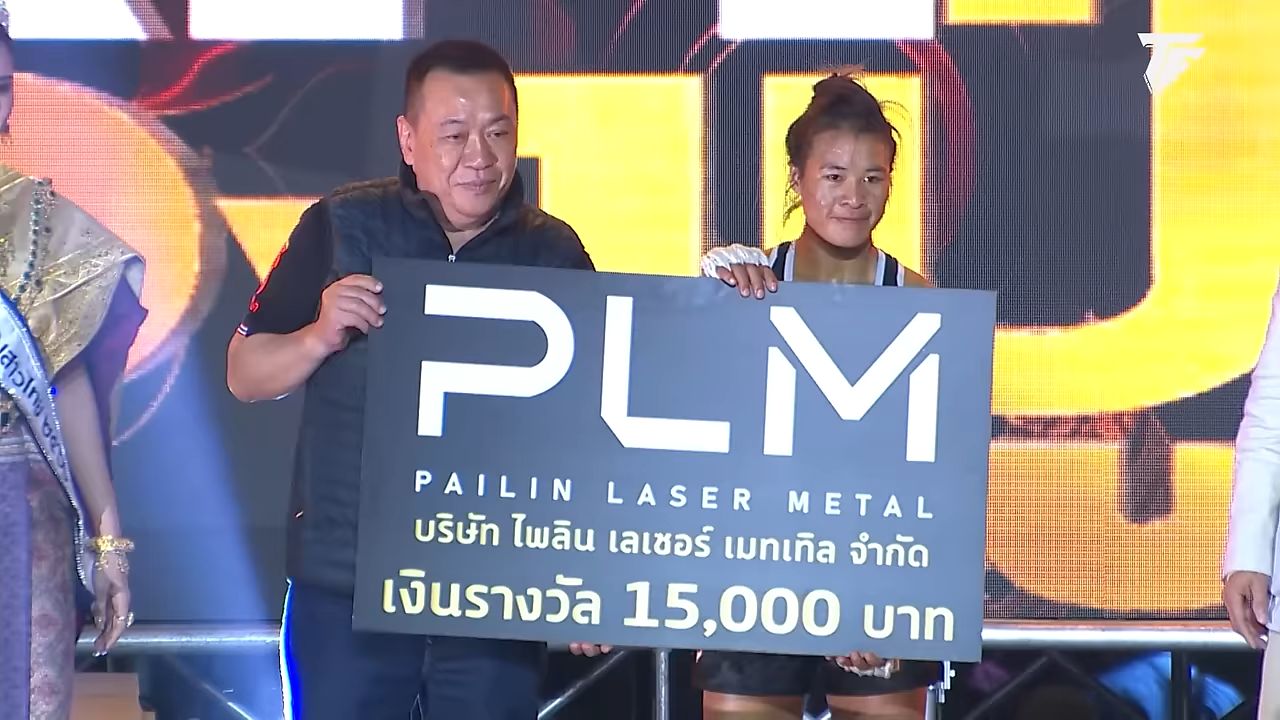 PLM
PAILIN LASER METAL
บริษัท ไพลิน เลเซอร์ เมทเทิล จำกัด
เงินรางวัล 15,000 บาท